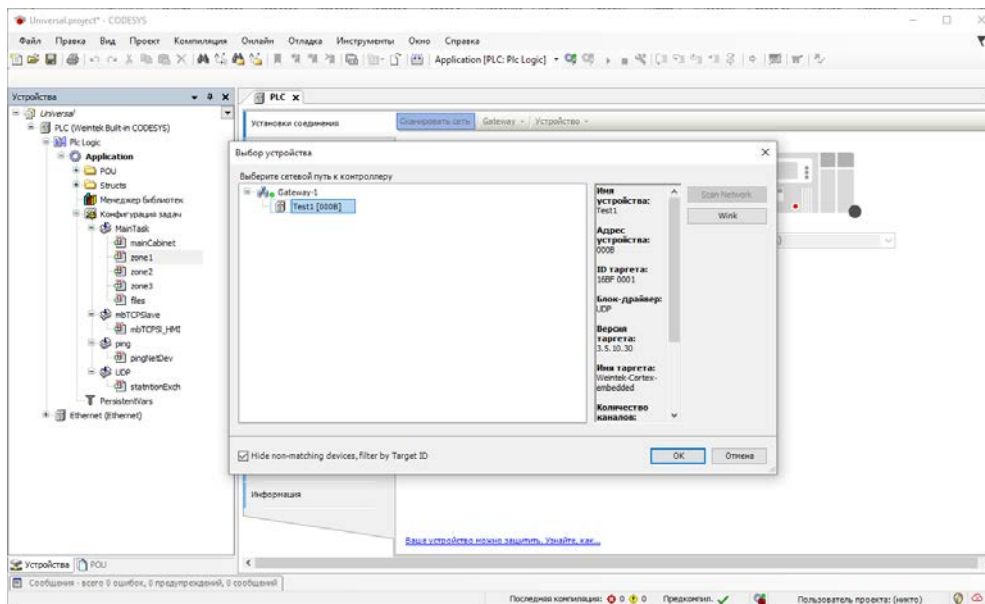 Universal.project* - CODESYS
Файл Правка Вид Проект Компиляция Онлайн Отладка Инструменты Окно Справка
Application [PLC: Plc Logic]
Устройства
PLC
Universal
PLC (Weintek Built-in CODESYS)
Plc Logic
Application
POU
Structs
Менеджер библиотек
Конфигурация задач
MainTask
mainCabinet
zone1
zone2
zone3
files
mbTCPSlave
mbTCPSl_HMI
ping
pingNetDev
UDP
statntionExch
PersistentVars
Ethernet (Ethernet)
Установки соединения
Сканировать сеть Gateway Устройство
Выбор устройства
Выберите сетевой путь к контроллеру
Gateway-1
Test1 [000B]
Имя
устройства:
Test1
Адрес
устройства:
000B
ID таргета:
16BF 0001
Блок-драйвер:
UDP
Версия
таргета:
3.5.10.30
Имя таргета:
Weintek-Cortex-
embedded
Количество
каналов:
Scan Network
Wink
Hide non-matching devices, filter by Target ID
OK Отмена
Информация
Ваше устройство можно защитить. Узнайте, как...
Устройства POU
Сообщения - всего 0 ошибок, 0 предупреждений, 0 сообщений
Последняя компиляция: 0 0 Предкомпил. Пользователь проекта: (никто)